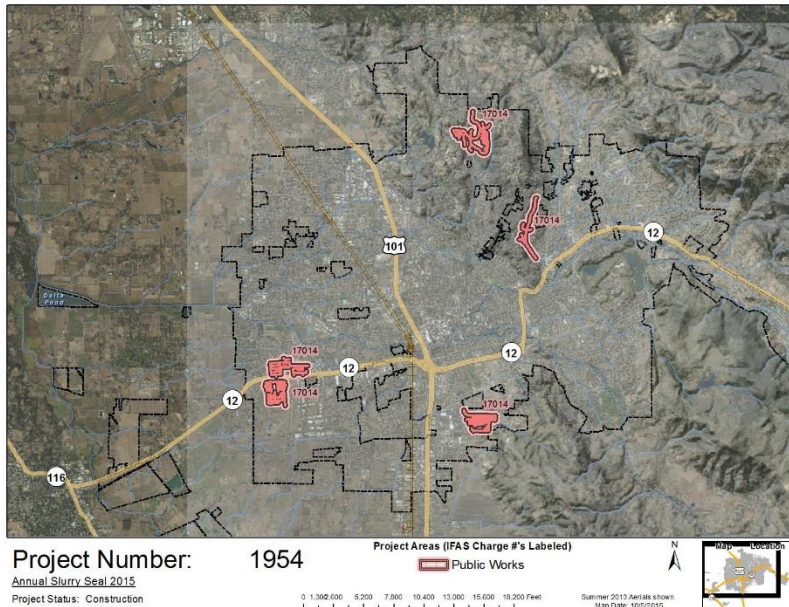 17014
17014
12
101
Delta
Pond
17014
12
12
17014
12
17014
116
Project Number: 1954
Annual Slurry Seal 2015
Project Status: Construction
Project Areas (IFAS Charge #'s Labeled)
Public Works
N
Map Location
0 1,300 2,600 5,200 7,800 10,400 13,000 15,600 18,200 Feet
Summer 2013 Aerials shown.
Map Date: 10/5/2015